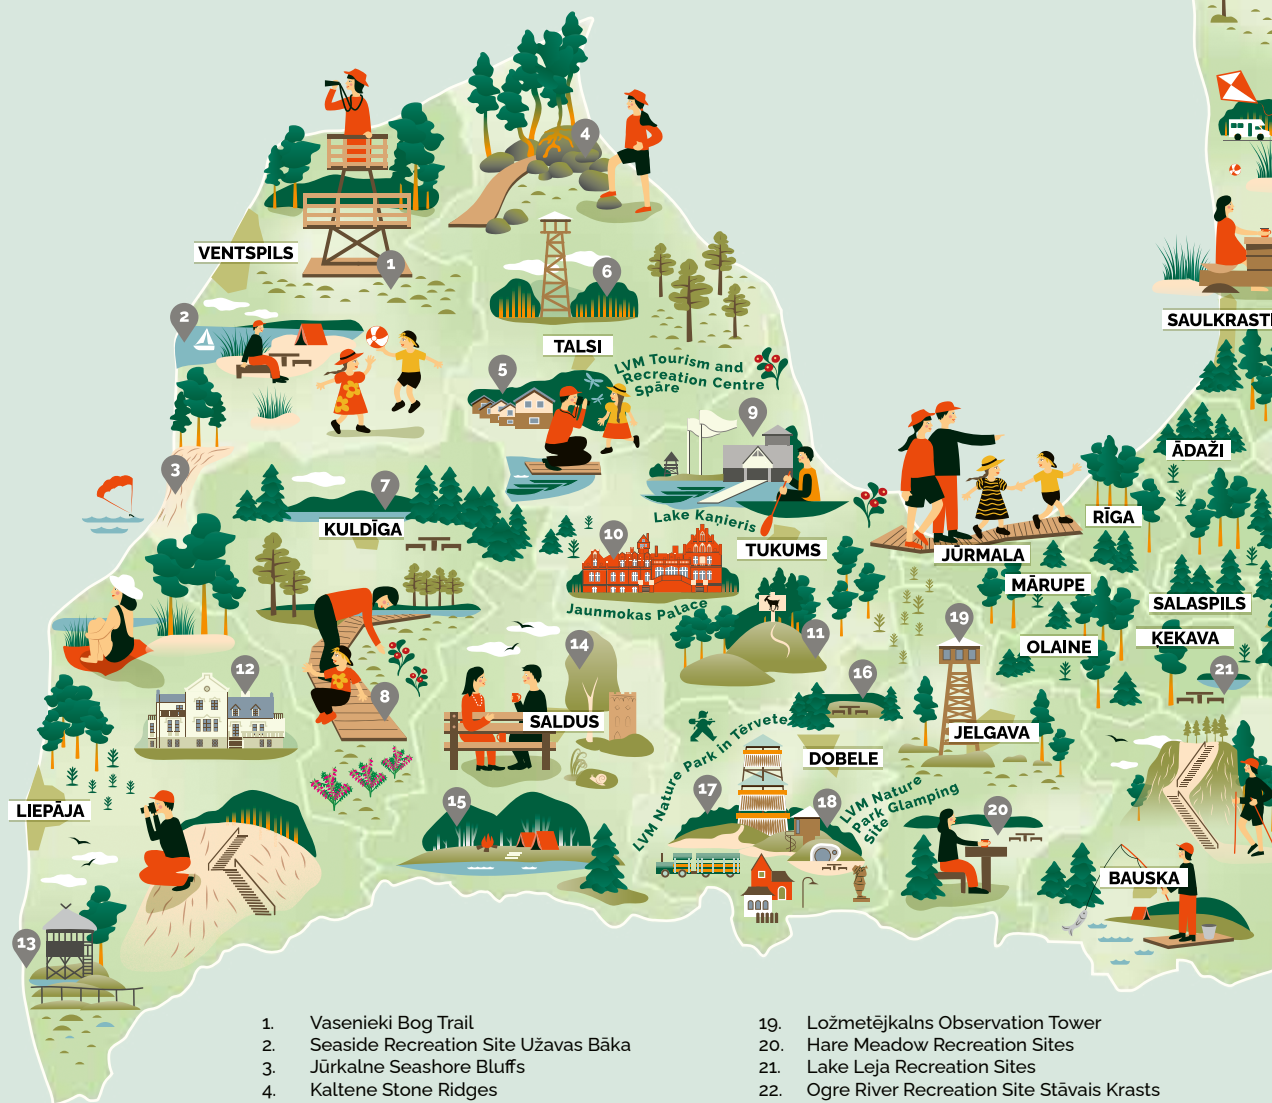 4
VENTSPILS
1
6
2
SAULKRASTI
TALSI
LVM Tourism and
Recreation Centre
Spāre
5
9
ĀDAŽI
3
7
KULDĪGA
Lake Kaņieris
RĪGA
10
TUKUMS
JŪRMALA
MĀRUPE
Jaunmokas Palace
SALASPILS
19
11
OLAINE
ĶEKAVA
14
12
16
21
8
SALDUS
LVM Nature Park in Tērvete
JELGAVA
DOBELE
LIEPĀJA
15
17
18
LVM Nature
Park Glamping
Site
20
BAUSKA
13
1. Vasenieki Bog Trail
2. Seaside Recreation Site Užavas Bāka
3. Jūrkalne Seashore Bluffs
4. Kaltene Stone Ridges
19. Ložmetējkalns Observation Tower
20. Hare Meadow Recreation Sites
21. Lake Leja Recreation Sites
22. Ogre River Recreation Site Stāvais Krasts